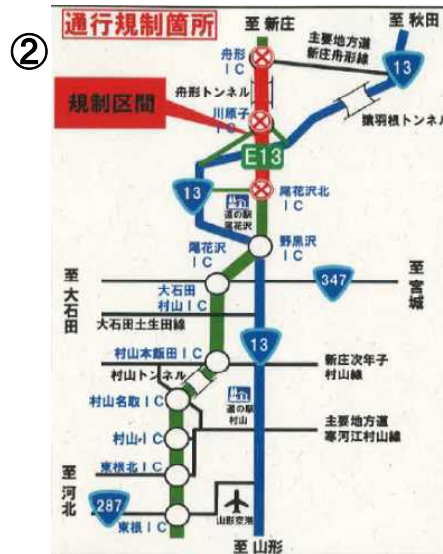 ②
通行規制箇所
至 新庄
至 秋田
主要地方道
新庄舟形線
舟形
IC
13
舟形トンネル
規制区間
川原子
IC
猿羽根トンネル
E13
13
尾花沢北
IC
道の駅
尾花沢
尾花沢
IC
野黒沢
IC
至 大石田
大石田
村山IC
347
至 宮城
大石田土生田線
13
村山本飯田IC
新庄次年子
村山線
村山トンネル
村山名取IC
道の駅
村山
村山IC
主要地方道
寒河江村山線
東根北IC
至 河北
287
東根IC
山形空港
至 山形